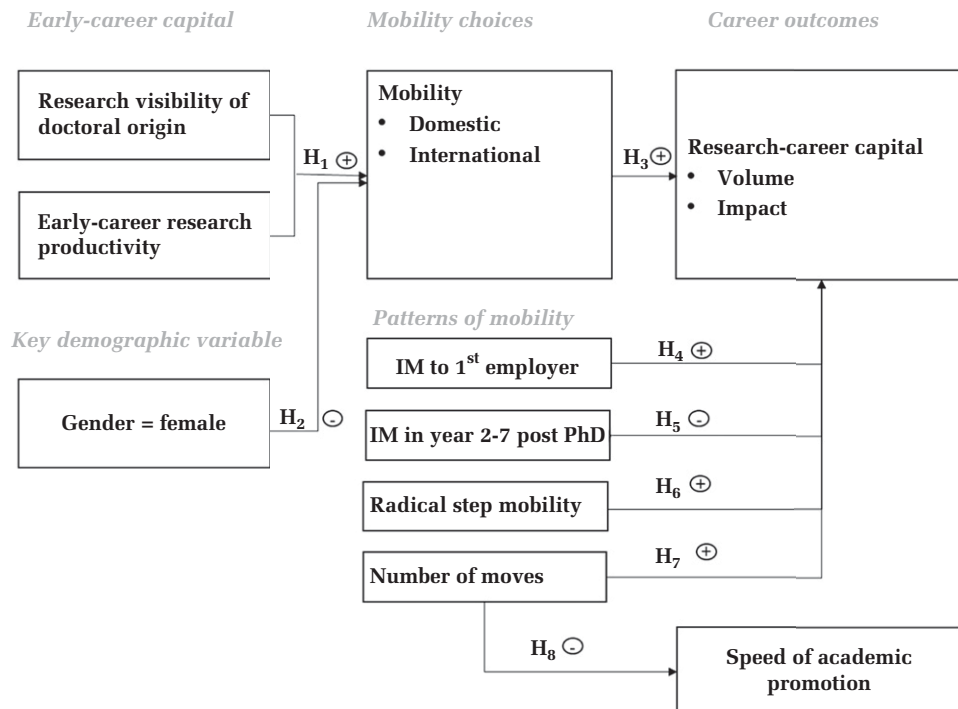 Early-career capital
Mobility choices
Career outcomes
Research visibility of
doctoral origin
Early-career research
productivity
H1 +
Mobility
• Domestic
• International
H3 +
Research-career capital
• Volume
• Impact
Key demographic variable
Gender = female
H2 -
Patterns of mobility
IM to 1st employer
H4 +
IM in year 2-7 post PhD
H5 -
Radical step mobility
H6 +
Number of moves
H7 +
H8 -
Speed of academic
promotion